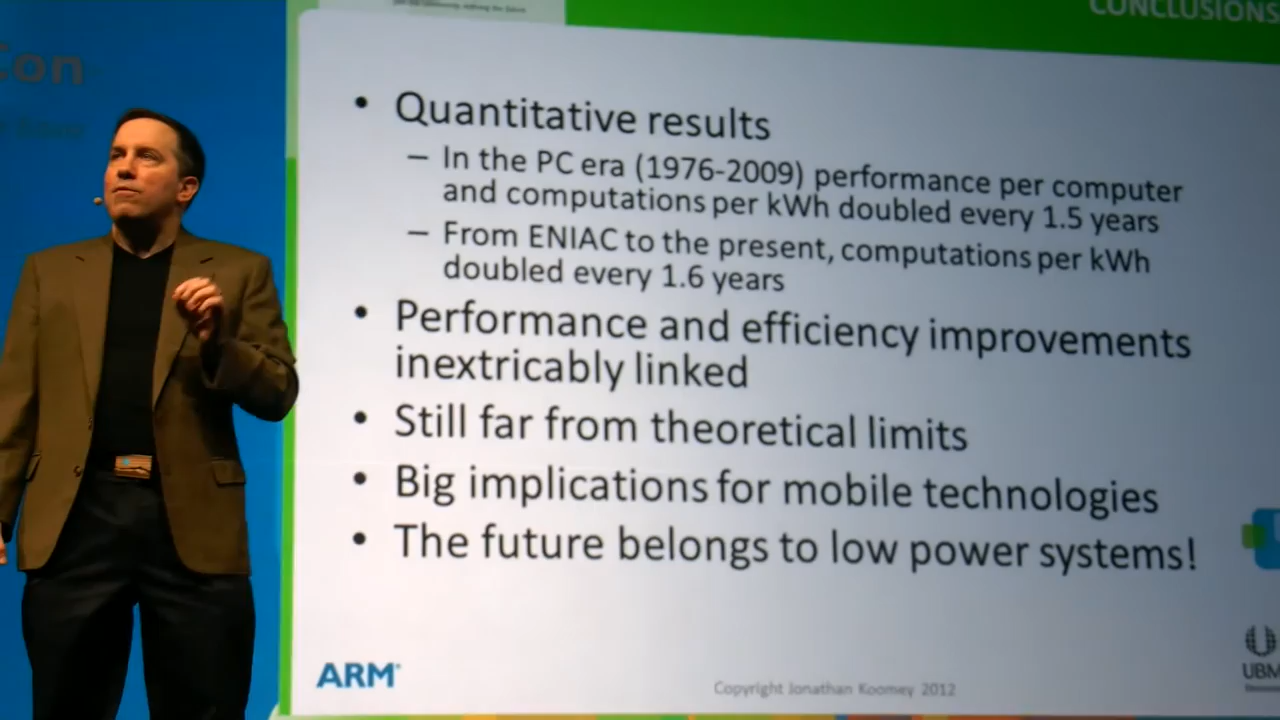 CONCLUSIONS
Con
• Quantitative results
– In the PC era (1976-2009) performance per computer
and computations per kWh doubled every 1.5 years
– From ENIAC to the present, computations per kWh
doubled every 1.6 years
• Performance and efficiency improvements
inextricably linked
• Still far from theoretical limits
• Big implications for mobile technologies
• The future belongs to low power systems!
ARM
Copyright Jonathan Koomey 2012
UBM